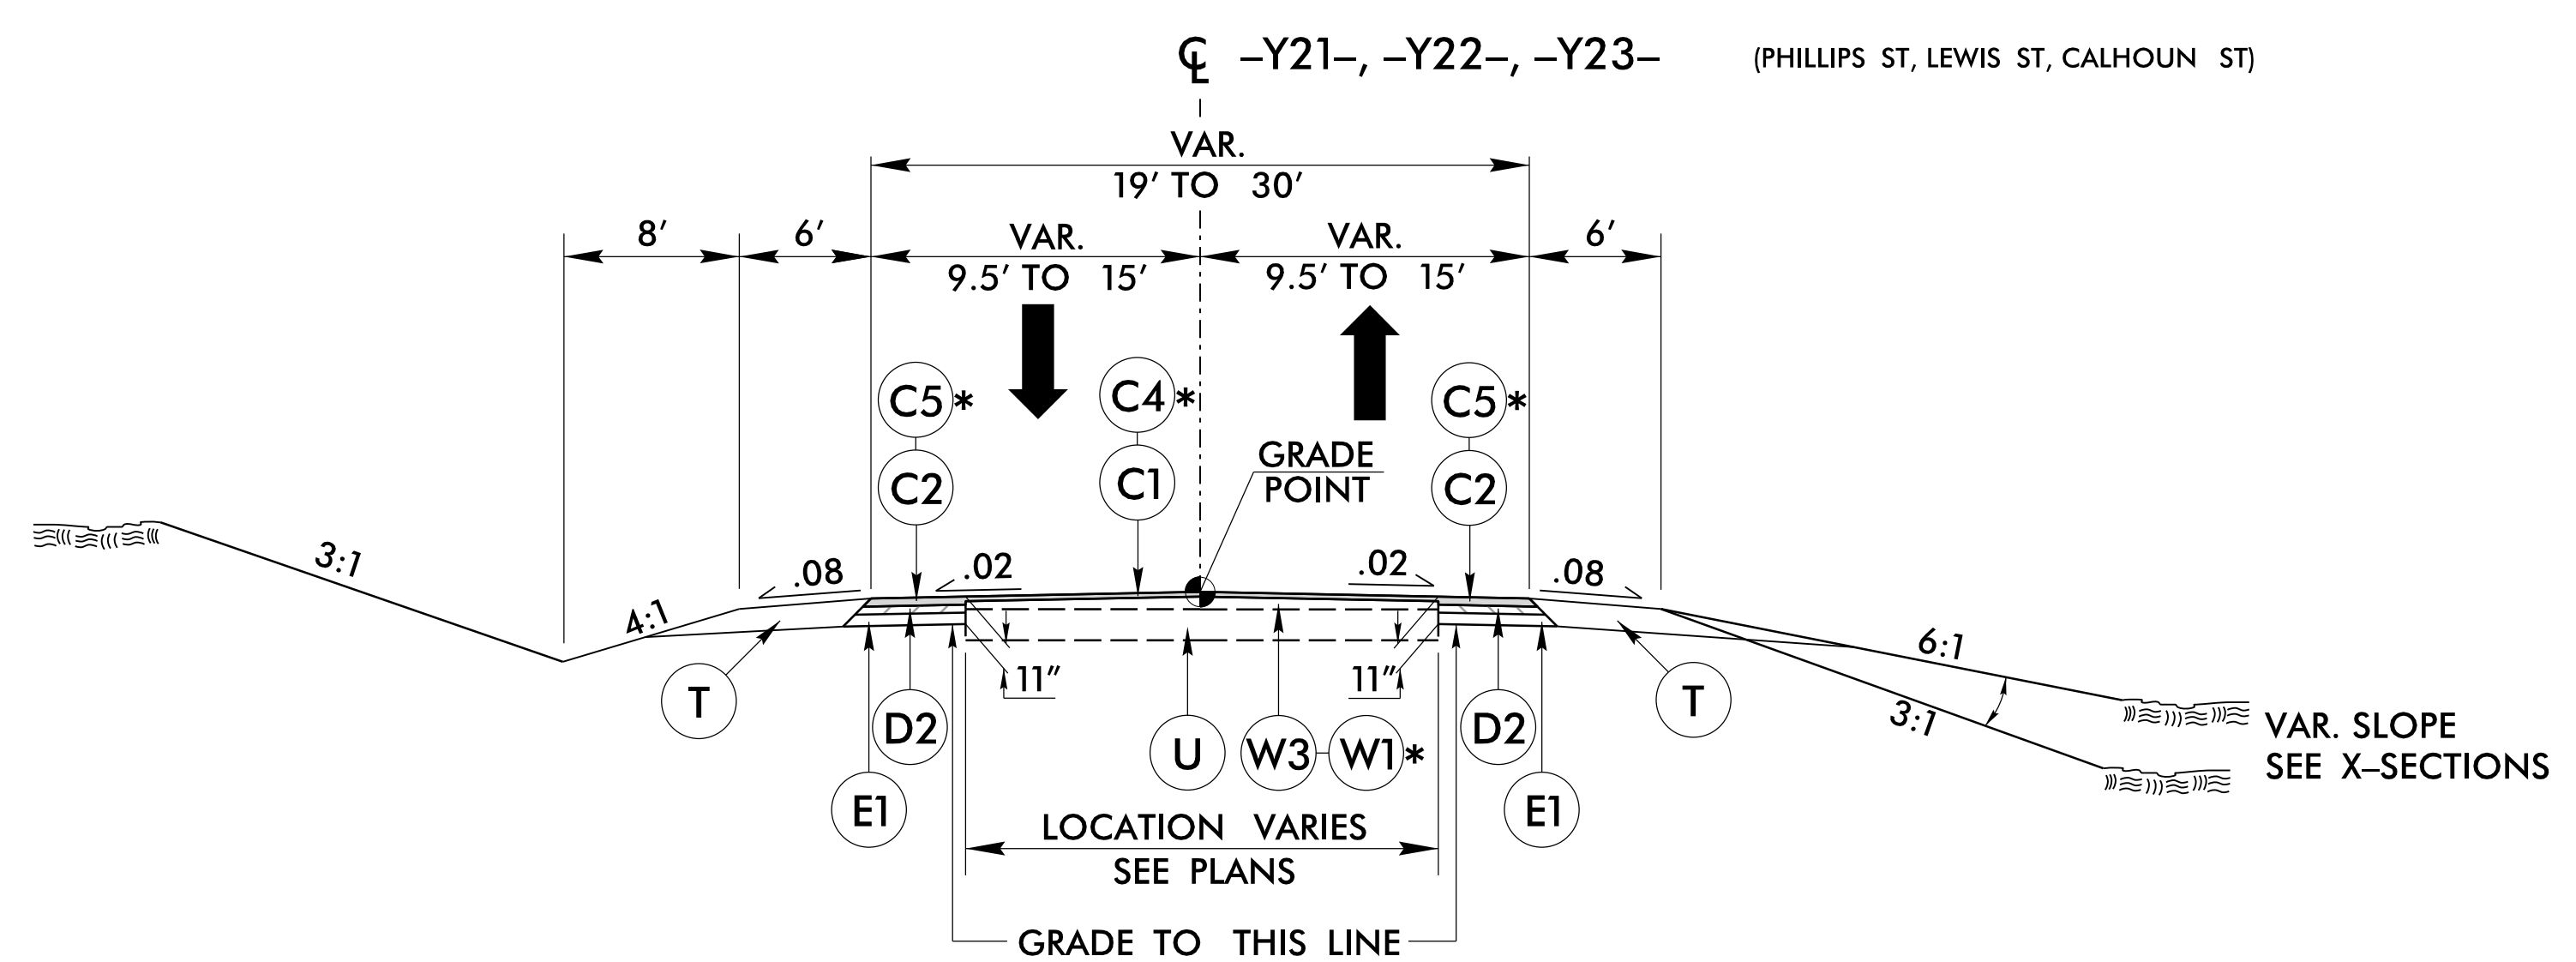 ℄ –Y21–, –Y22–, –Y23– (PHILLIPS ST, LEWIS ST, CALHOUN ST)
VAR.
19' TO 30'
8' 6' VAR. VAR. 6'
9.5' TO 15' 9.5' TO 15'
C5* C4* C5*
C2 C1 C2
GRADE
POINT
3:1 .08 .02 .02 .08
4:1 6:1
11" 11"
3:1
T D2 U W3 W1* D2 T
E1 E1
VAR. SLOPE
SEE X–SECTIONS
LOCATION VARIES
SEE PLANS
GRADE TO THIS LINE